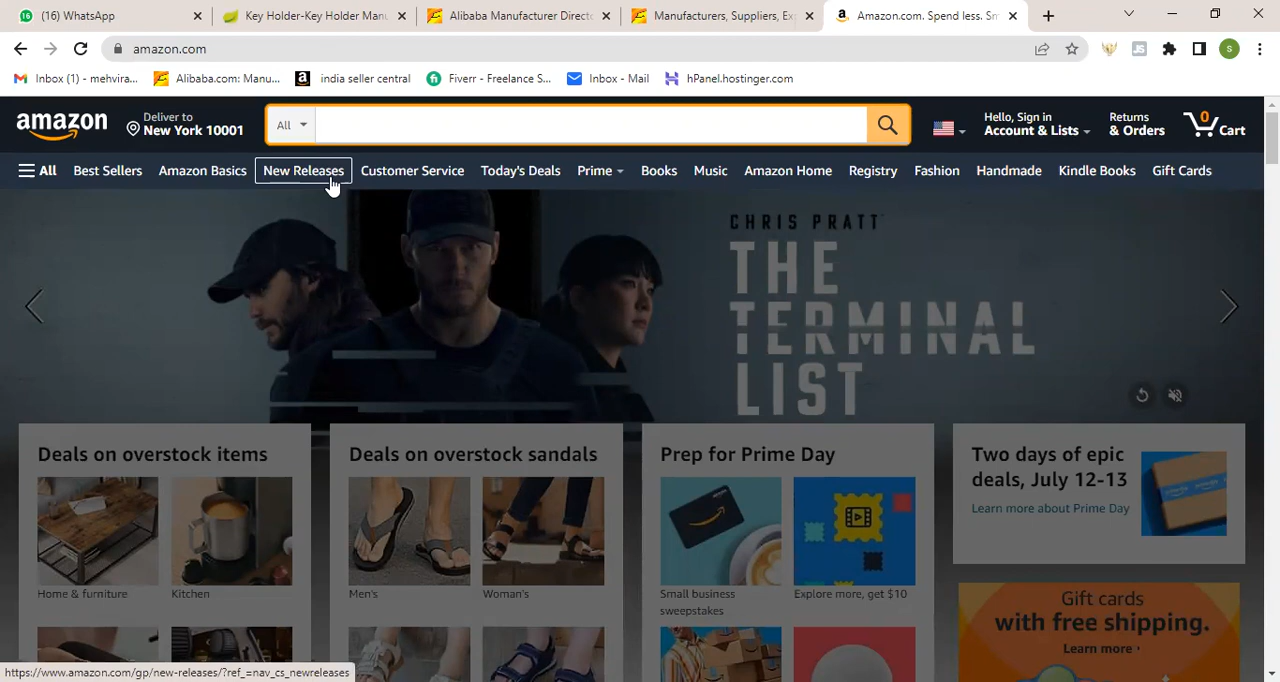 (16) WhatsApp
Key Holder-Key Holder Manu
Alibaba Manufacturer Directo
Manufacturers, Suppliers, Ex
Amazon.com. Spend less. Sm
amazon.com
S
Inbox (1) - mehvira...
Alibaba.com: Manu...
india seller central
Fiverr - Freelance S...
Inbox - Mail
hPanel.hostinger.com
amazon
Deliver to
New York 10001
All
Hello, Sign in
Account & Lists
Returns
& Orders
0
Cart
All
Best Sellers
Amazon Basics
New Releases
Customer Service
Today's Deals
Prime
Books
Music
Amazon Home
Registry
Fashion
Handmade
Kindle Books
Gift Cards
CHRIS PRATT
THE
TERMINAL
LIST
Deals on overstock items
Home & furniture
Kitchen
Deals on overstock sandals
Men's
Woman's
Prep for Prime Day
Small business
sweepstakes
Explore more, get $10
Two days of epic
deals, July 12-13
Learn more about Prime Day
Gift cards
with free shipping.
Learn more
https://www.amazon.com/gp/new-releases/?ref_=nav_cs_newreleases